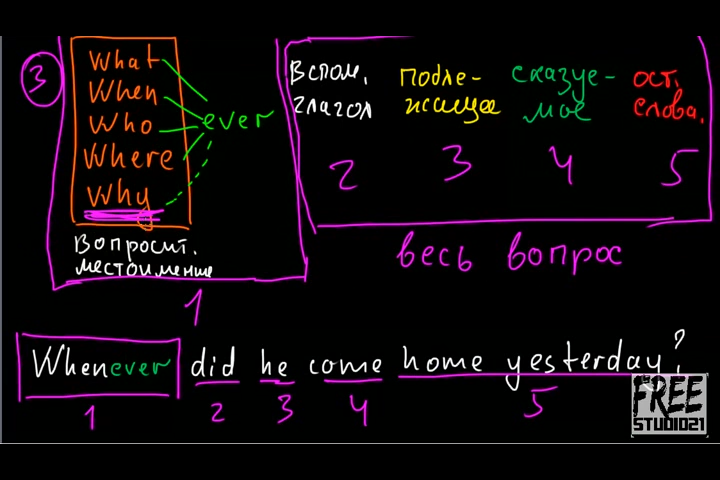 3
What
When
Who
Where
Why
ever
Вопросит.
местоимение
1
Вспом.
глагол
2
подле-
жащее
3
сказуе-
мое
4
ост.
слова.
5
весь вопрос
Whenever did he come home yesterday?
1 2 3 4 5
FREE
STUDIO21